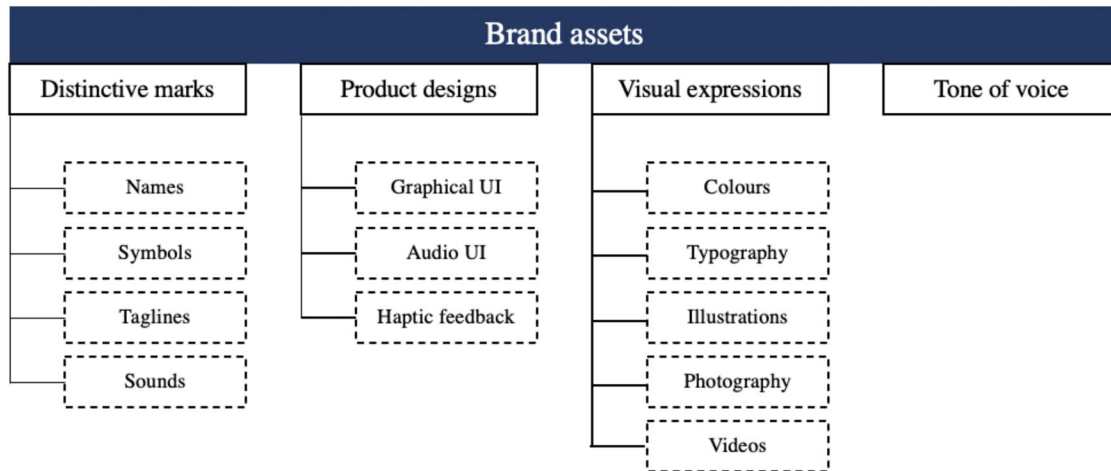 Brand assets
Distinctive marks
Names
Symbols
Taglines
Sounds
Product designs
Graphical UI
Audio UI
Haptic feedback
Visual expressions
Colours
Typography
Illustrations
Photography
Videos
Tone of voice